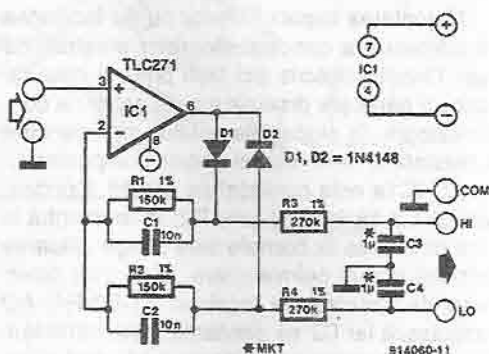 TLC271
3
+
IC1
6
2
–
8
–
D1
D2
D1, D2 = 1N4148
+
7
IC1
4
–
R1 1%
150k
C1
10n
R3 1%
270k
COM
HI
*
1µ
C3
*
1µ
C4
R2 1%
150k
C2
10n
R4 1%
270k
LO
*MKT
914060-11